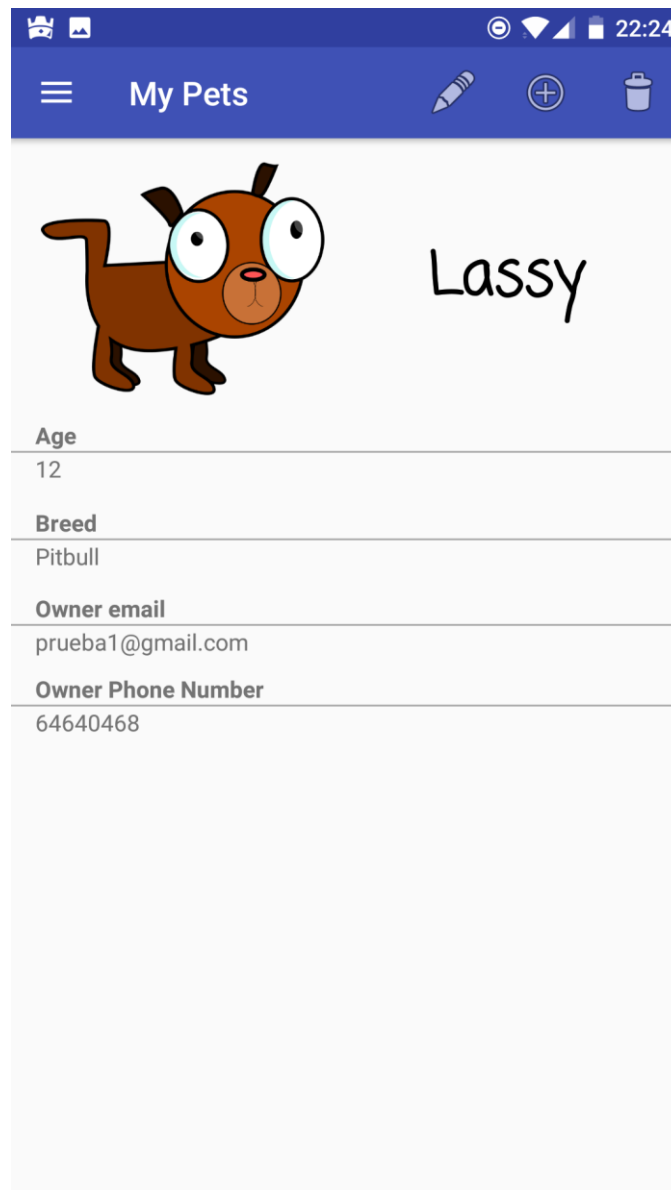 22:24
My Pets
Lassy
Age
12
Breed
Pitbull
Owner email
prueba1@gmail.com
Owner Phone Number
64640468